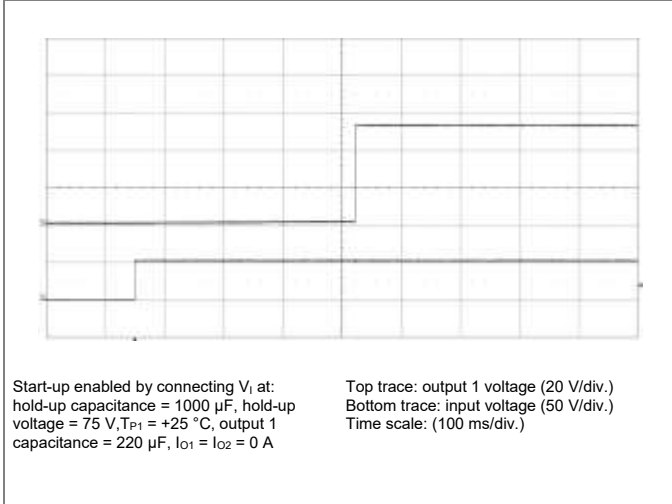 Start-up enabled by connecting VI at:
hold-up capacitance = 1000 µF, hold-up
voltage = 75 V,TP1 = +25 °C, output 1
capacitance = 220 µF, IO1 = IO2 = 0 A
Top trace: output 1 voltage (20 V/div.)
Bottom trace: input voltage (50 V/div.)
Time scale: (100 ms/div.)